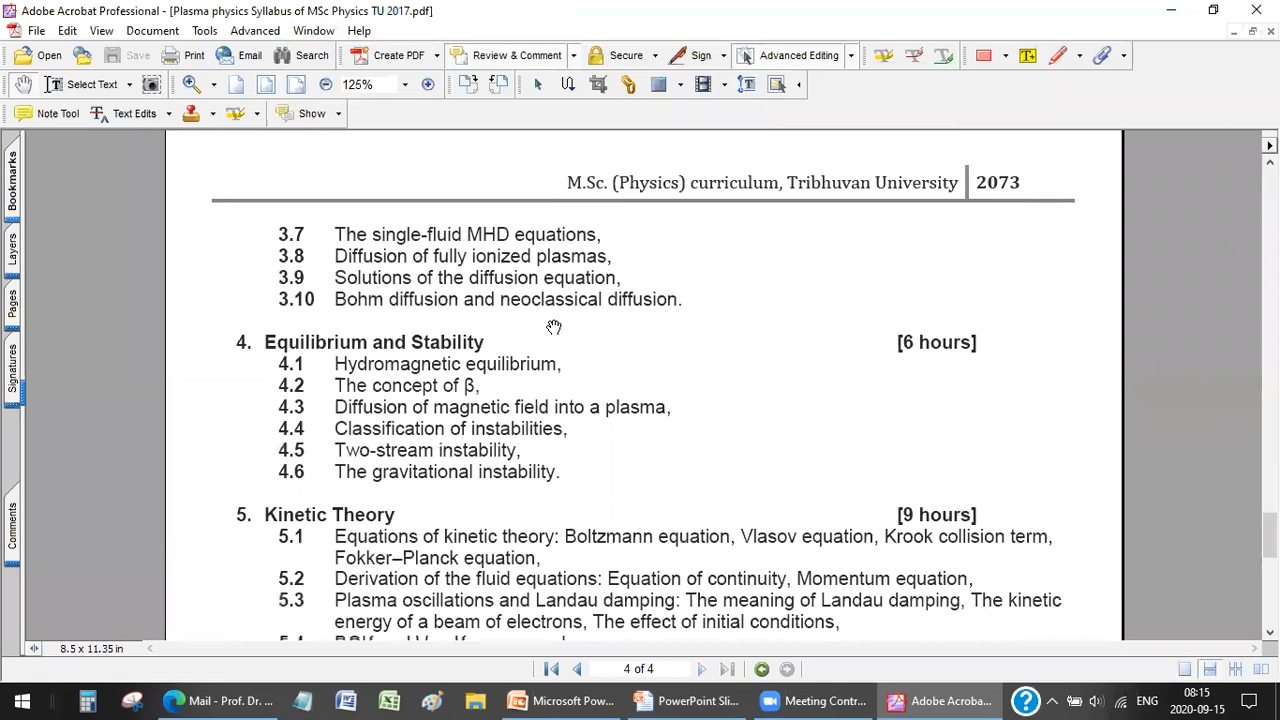 Adobe Acrobat Professional - [Plasma physics Syllabus of MSc Physics TU 2017.pdf]
File Edit View Document Tools Advanced Window Help
Open Save Print Email Search Create PDF Review & Comment Secure Sign Advanced Editing
Select Text 125%
Note Tool Text Edits Show
Bookmarks
Layers
Pages
Signatures
Comments
M.Sc. (Physics) curriculum, Tribhuvan University 2073
3.7 The single-fluid MHD equations,
3.8 Diffusion of fully ionized plasmas,
3.9 Solutions of the diffusion equation,
3.10 Bohm diffusion and neoclassical diffusion.
4. Equilibrium and Stability [6 hours]
4.1 Hydromagnetic equilibrium,
4.2 The concept of β,
4.3 Diffusion of magnetic field into a plasma,
4.4 Classification of instabilities,
4.5 Two-stream instability,
4.6 The gravitational instability.
5. Kinetic Theory [9 hours]
5.1 Equations of kinetic theory: Boltzmann equation, Vlasov equation, Krook collision term,
Fokker–Planck equation,
5.2 Derivation of the fluid equations: Equation of continuity, Momentum equation,
5.3 Plasma oscillations and Landau damping: The meaning of Landau damping, The kinetic
energy of a beam of electrons, The effect of initial conditions,
8.5 x 11.35 in
4 of 4
Mail - Prof. Dr. ... Microsoft Pow... PowerPoint Sli... Meeting Contr... Adobe Acroba... ENG
08:15
2020-09-15